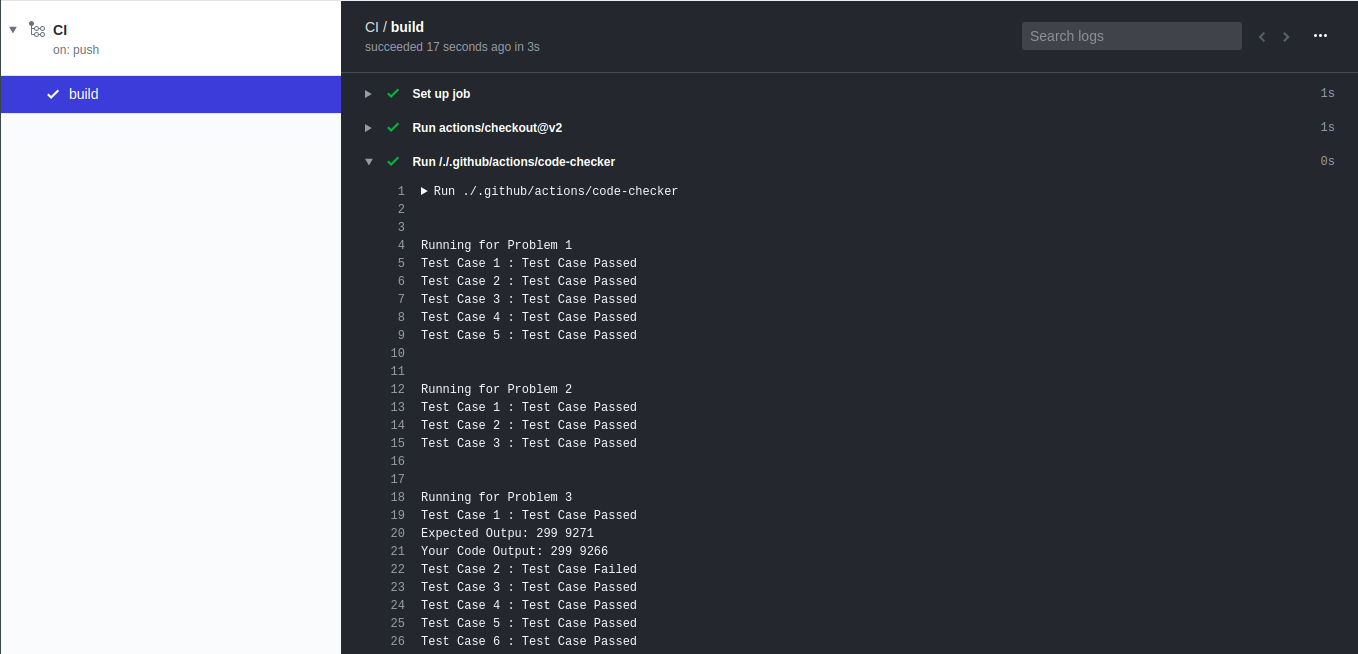 CI
on: push
build
CI / build
succeeded 17 seconds ago in 3s
Search logs
Set up job 1s
Run actions/checkout@v2 1s
Run /./.github/actions/code-checker 0s
1 Run ./.github/actions/code-checker
2
3
4 Running for Problem 1
5 Test Case 1 : Test Case Passed
6 Test Case 2 : Test Case Passed
7 Test Case 3 : Test Case Passed
8 Test Case 4 : Test Case Passed
9 Test Case 5 : Test Case Passed
10
11
12 Running for Problem 2
13 Test Case 1 : Test Case Passed
14 Test Case 2 : Test Case Passed
15 Test Case 3 : Test Case Passed
16
17
18 Running for Problem 3
19 Test Case 1 : Test Case Passed
20 Expected Outpu: 299 9271
21 Your Code Output: 299 9266
22 Test Case 2 : Test Case Failed
23 Test Case 3 : Test Case Passed
24 Test Case 4 : Test Case Passed
25 Test Case 5 : Test Case Passed
26 Test Case 6 : Test Case Passed